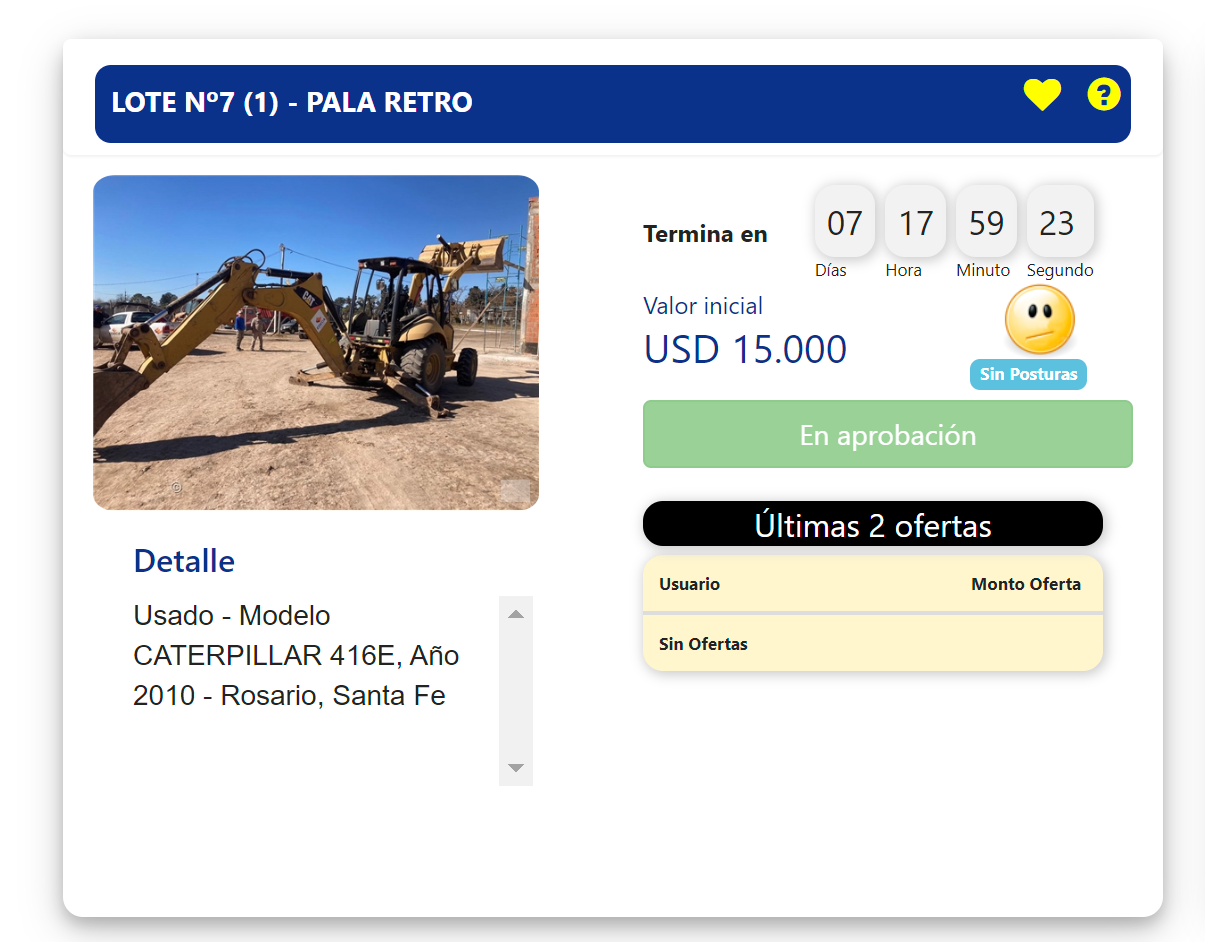 LOTE Nº7 (1) - PALA RETRO
?
CAT
©
Termina en
07 17 59 23
Días Hora Minuto Segundo
Valor inicial
USD 15.000
Sin Posturas
En aprobación
Últimas 2 ofertas
Usuario Monto Oferta
Sin Ofertas
Detalle
Usado - Modelo
CATERPILLAR 416E, Año
2010 - Rosario, Santa Fe